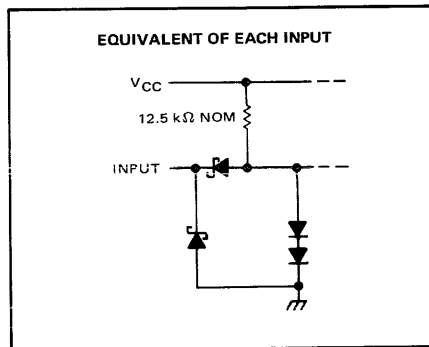 EQUIVALENT OF EACH INPUT
VCC
12.5 kΩ NOM
INPUT